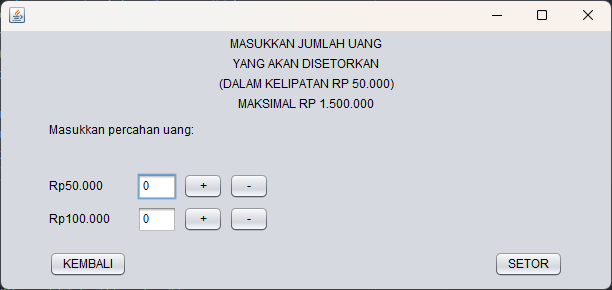 MASUKKAN JUMLAH UANG
YANG AKAN DISETORKAN
(DALAM KELIPATAN RP 50.000)
MAKSIMAL RP 1.500.000
Masukkan percahan uang:
Rp50.000 0 + -
Rp100.000 0 + -
KEMBALI SETOR